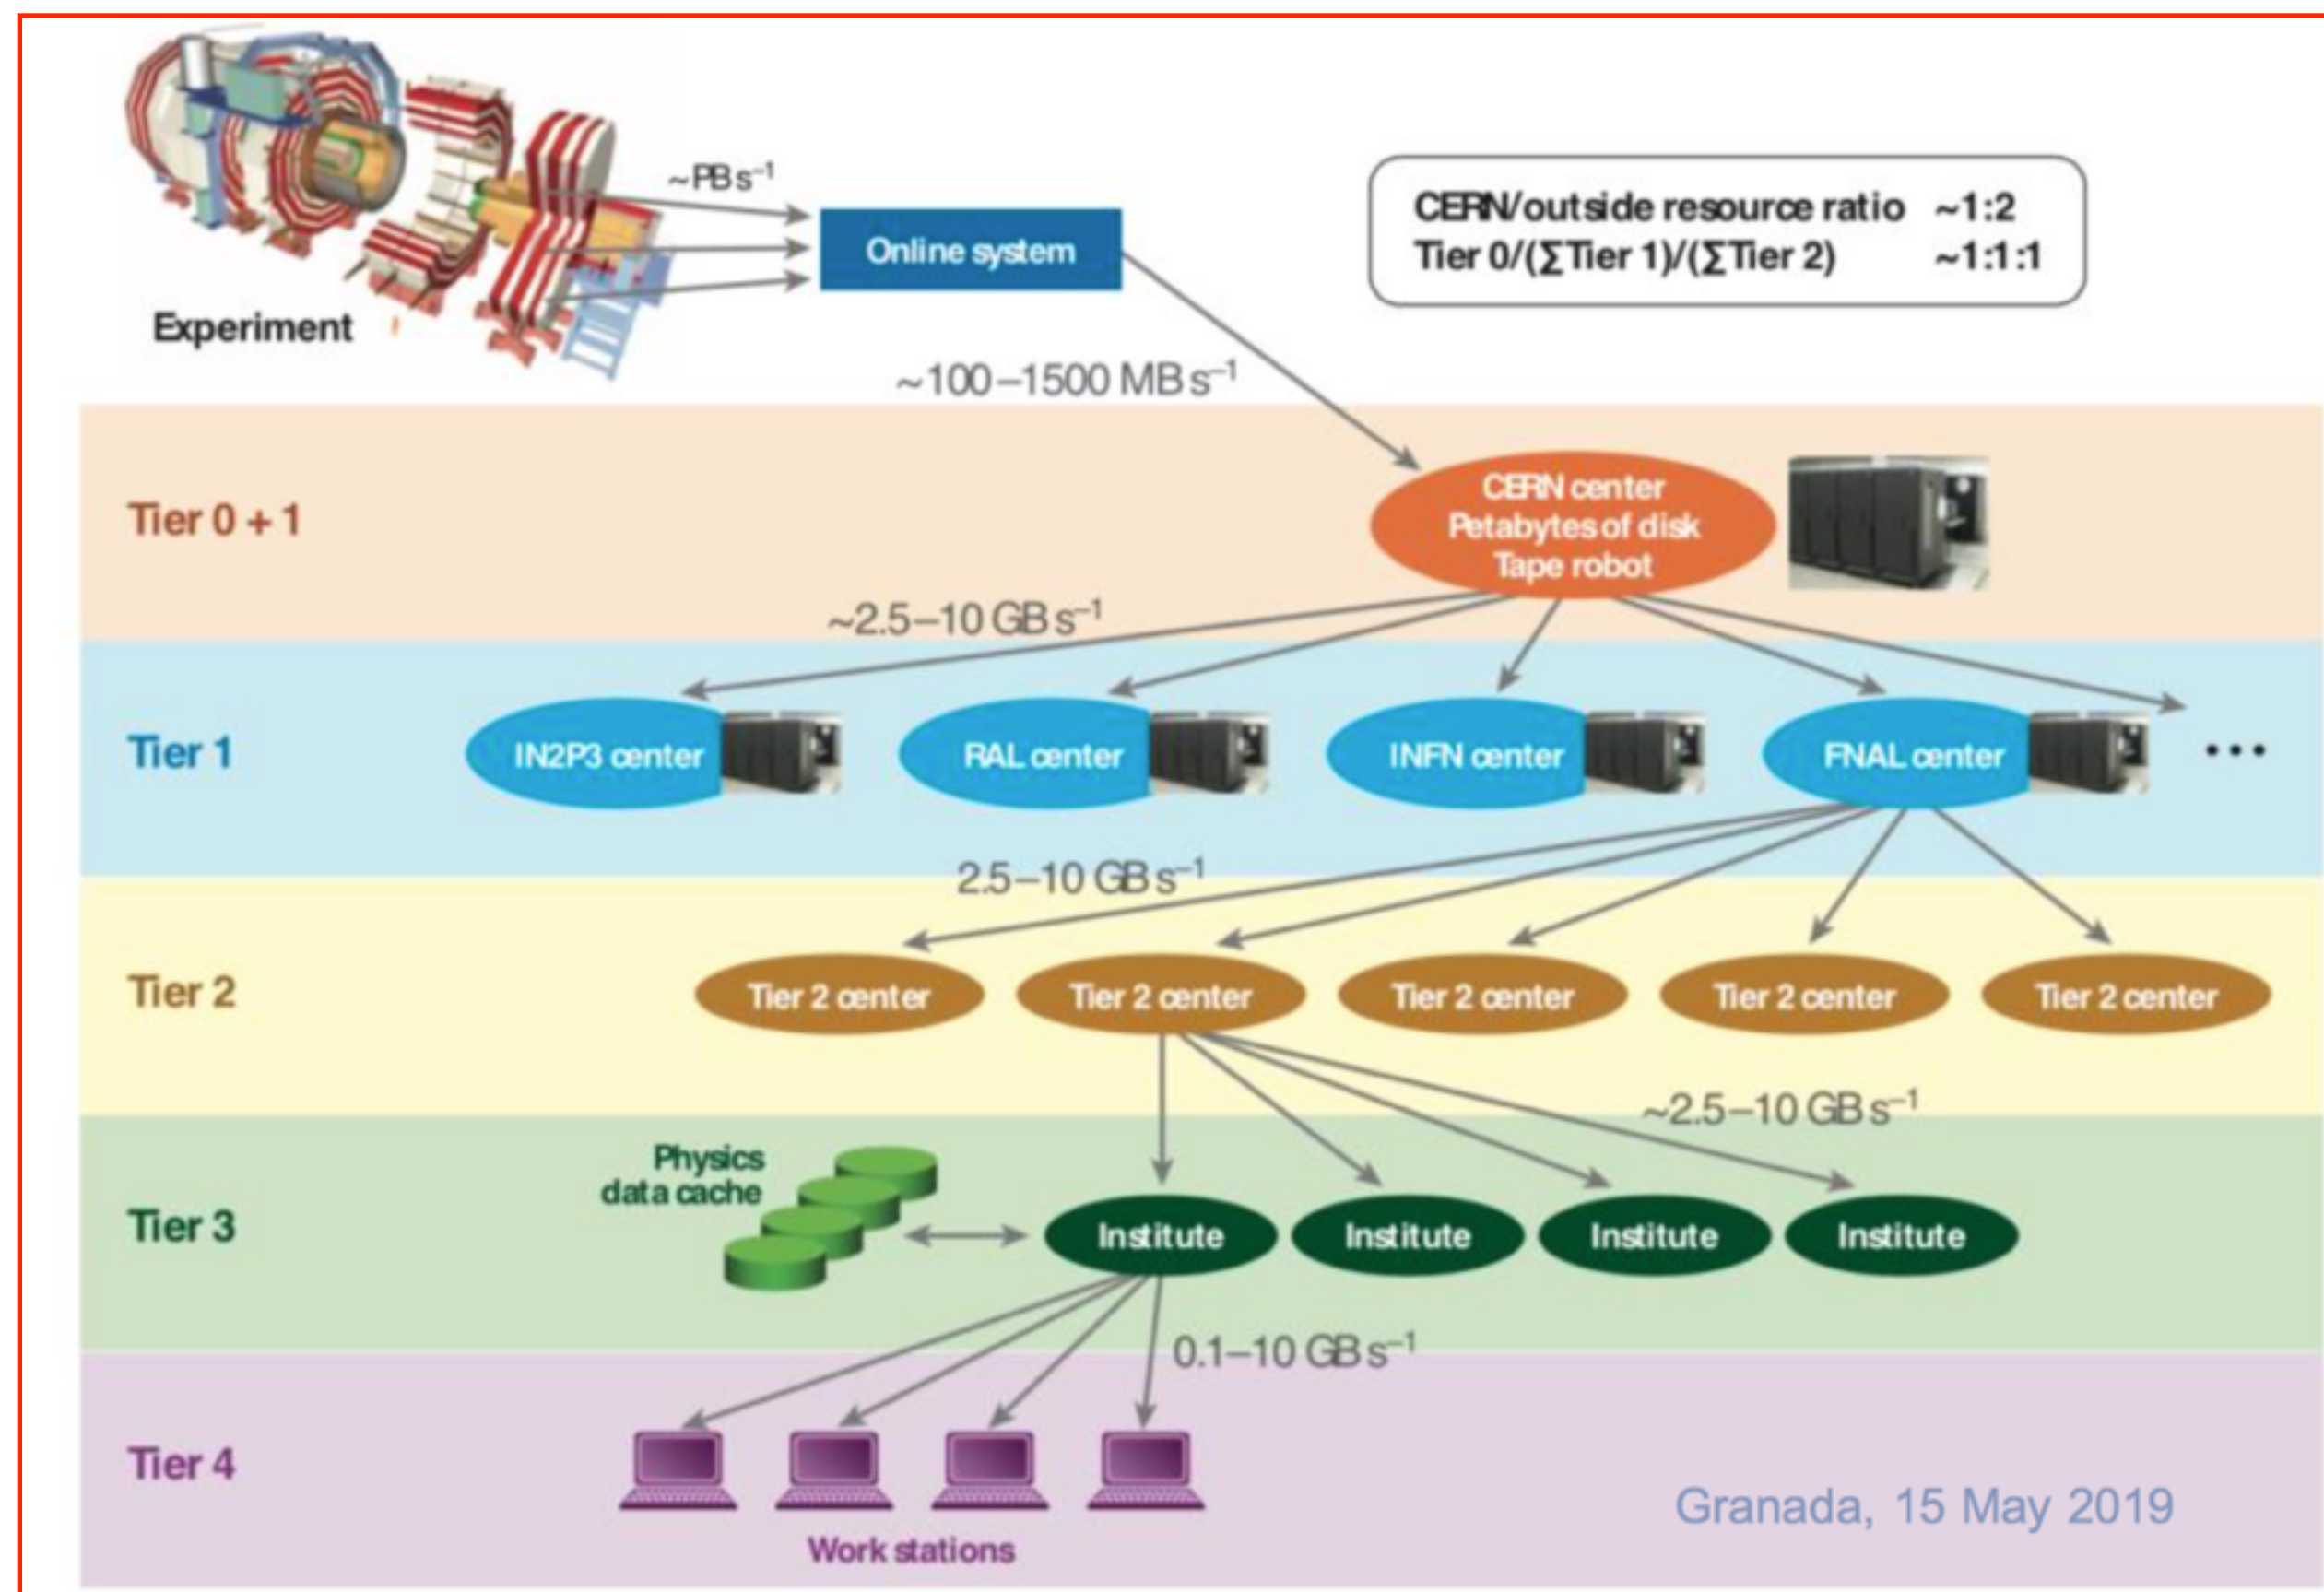 ~PB s⁻¹
Online system
Experiment
CERN/outside resource ratio ~1:2
Tier 0/(∑Tier 1)/(∑Tier 2) ~1:1:1
~100–1500 MB s⁻¹
Tier 0 + 1
CERN center
Petabytes of disk
Tape robot
~2.5–10 GB s⁻¹
Tier 1
IN2P3 center
RAL center
INFN center
FNAL center
...
2.5–10 GB s⁻¹
Tier 2
Tier 2 center
Tier 2 center
Tier 2 center
Tier 2 center
Tier 2 center
~2.5–10 GB s⁻¹
Tier 3
Physics
data cache
Institute
Institute
Institute
Institute
0.1–10 GB s⁻¹
Tier 4
Work stations
Granada, 15 May 2019